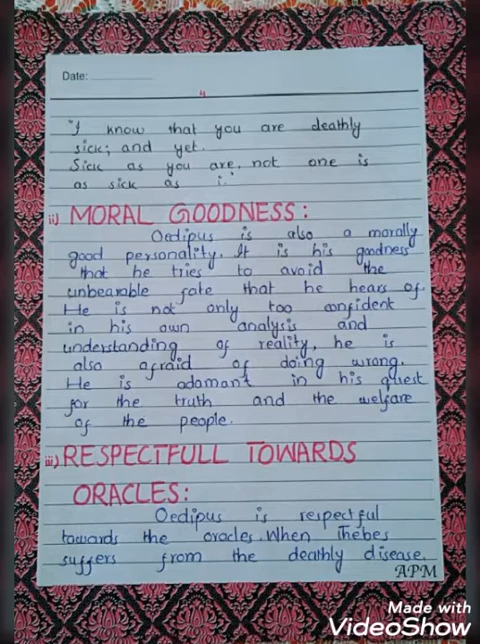 Date:
4
"I know that you are deathly
sick; and yet.
Sick as you are, not one is
as sick as i."
ii) MORAL GOODNESS:
Oedipus is also a morally
good personality. It is his goodness
that he tries to avoid the
unbearable fate that he hears of.
He is not only too confident
in his own analysis and
understanding of reality, he is
also afraid of doing wrong.
He is adamant in his quest
for the truth and the welfare
of the people.
iii) RESPECTFULL TOWARDS
ORACLES:
Oedipus is respectful
towards the oracles. When Thebes
suffers from the deathly disease.
APM
Made with
VideoShow